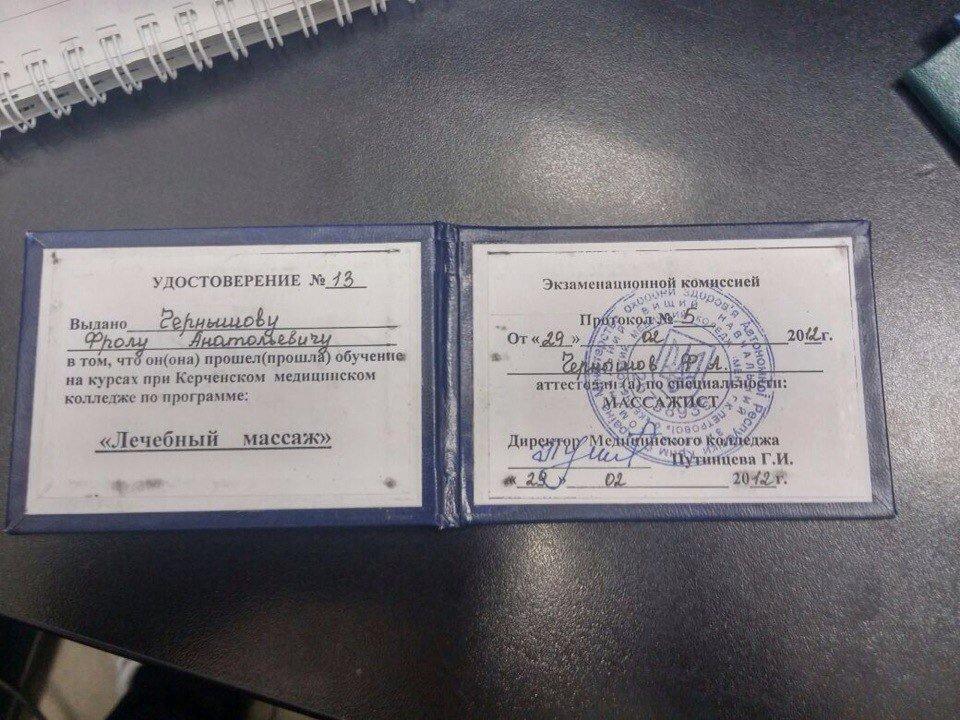 УДОСТОВЕРЕНИЕ № 13
Выдано Чернышову
Фролу Анатольевичу
в том, что он(она) прошел(прошла) обучение
на курсах при Керченском медицинском
колледже по программе:
«Лечебный массаж»
Экзаменационной комиссией
Протокол № 5
От «29 » 02 2012г.
Чернышов Ф. А.
аттестован (а) по специальности:
МАССАЖИСТ
Директор Медицинского колледжа
Путинцева Г.И.
« 29 » 02 2012г.